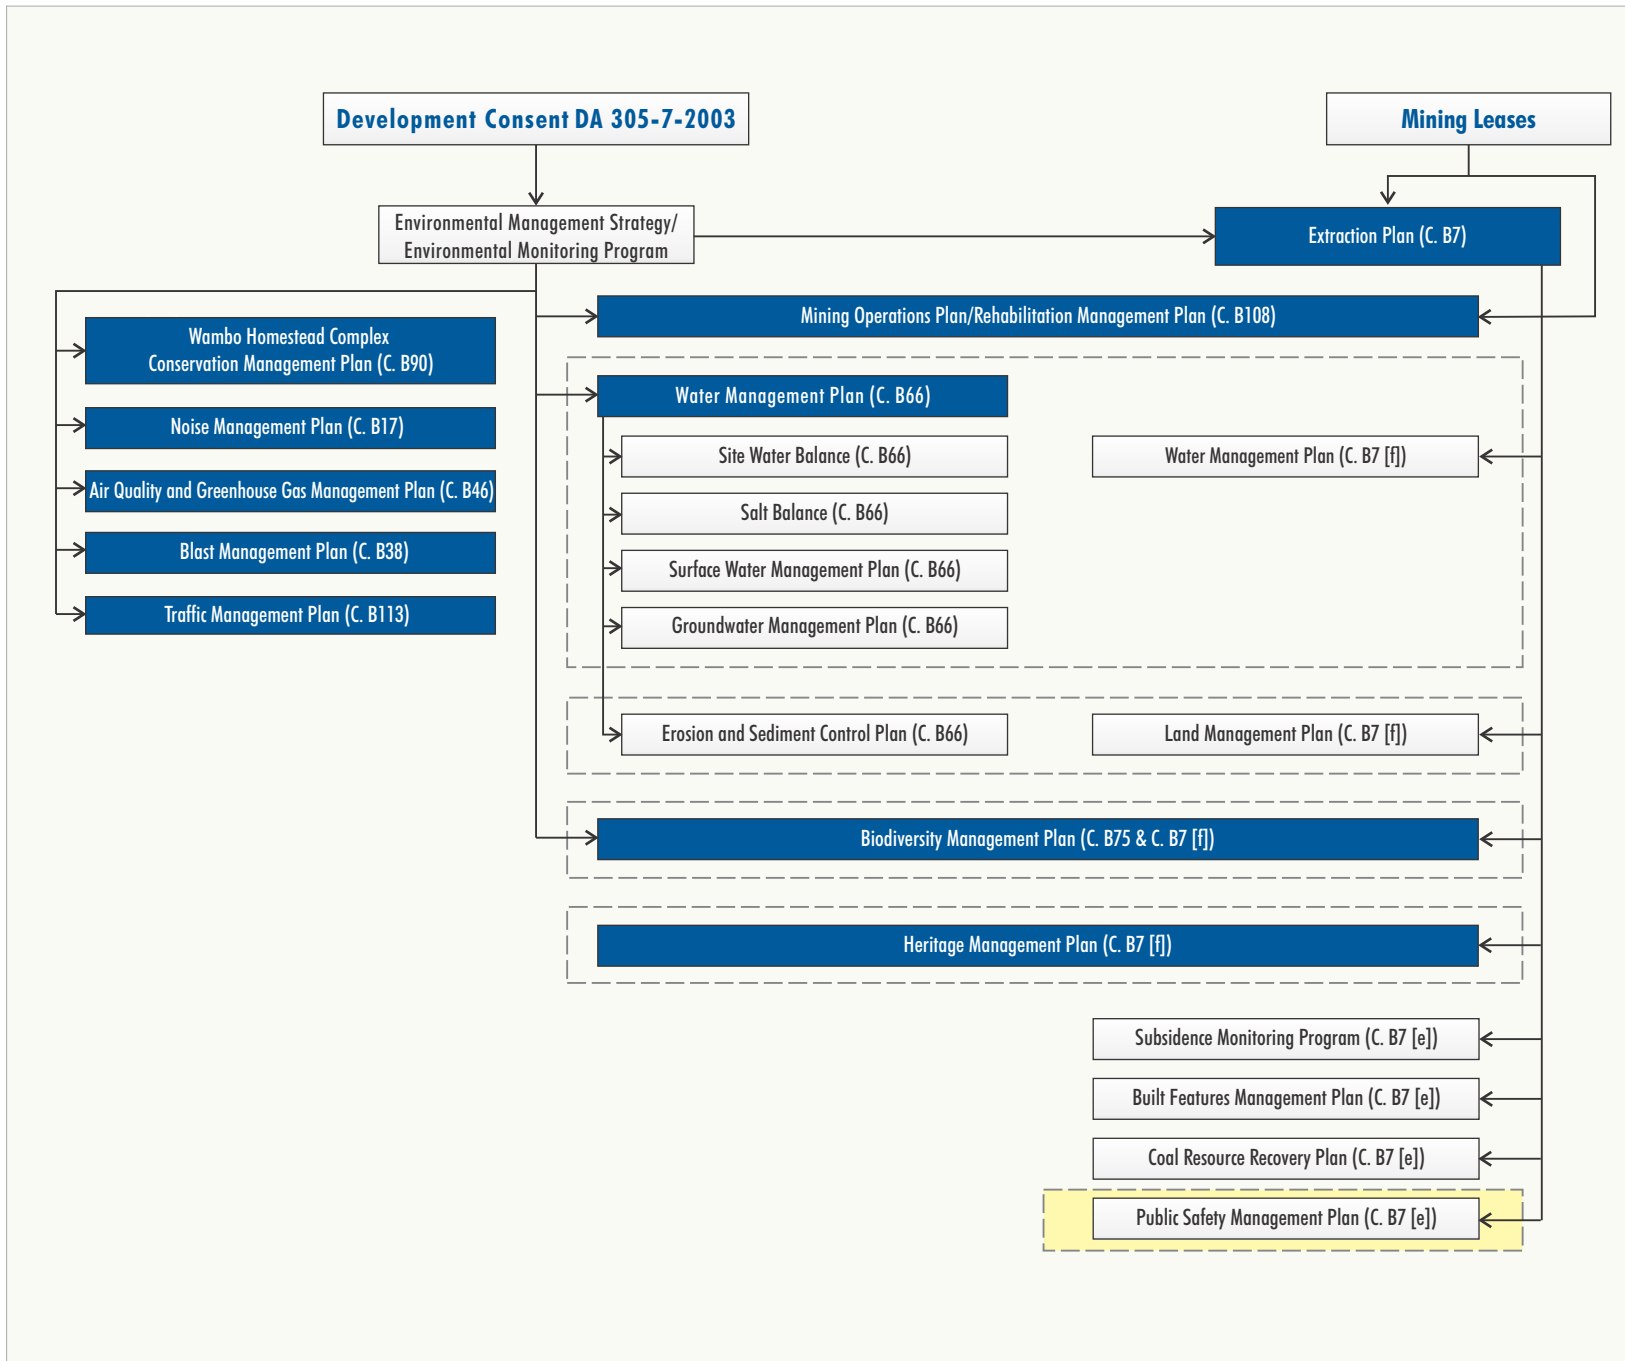 Development Consent DA 305-7-2003
Mining Leases
Environmental Management Strategy/
Environmental Monitoring Program
Extraction Plan (C. B7)
Mining Operations Plan/Rehabilitation Management Plan (C. B108)
Wambo Homestead Complex
Conservation Management Plan (C. B90)
Noise Management Plan (C. B17)
Air Quality and Greenhouse Gas Management Plan (C. B46)
Blast Management Plan (C. B38)
Traffic Management Plan (C. B113)
Water Management Plan (C. B66)
Site Water Balance (C. B66)
Water Management Plan (C. B7 [f])
Salt Balance (C. B66)
Surface Water Management Plan (C. B66)
Groundwater Management Plan (C. B66)
Erosion and Sediment Control Plan (C. B66)
Land Management Plan (C. B7 [f])
Biodiversity Management Plan (C. B75 & C. B7 [f])
Heritage Management Plan (C. B7 [f])
Subsidence Monitoring Program (C. B7 [e])
Built Features Management Plan (C. B7 [e])
Coal Resource Recovery Plan (C. B7 [e])
Public Safety Management Plan (C. B7 [e])